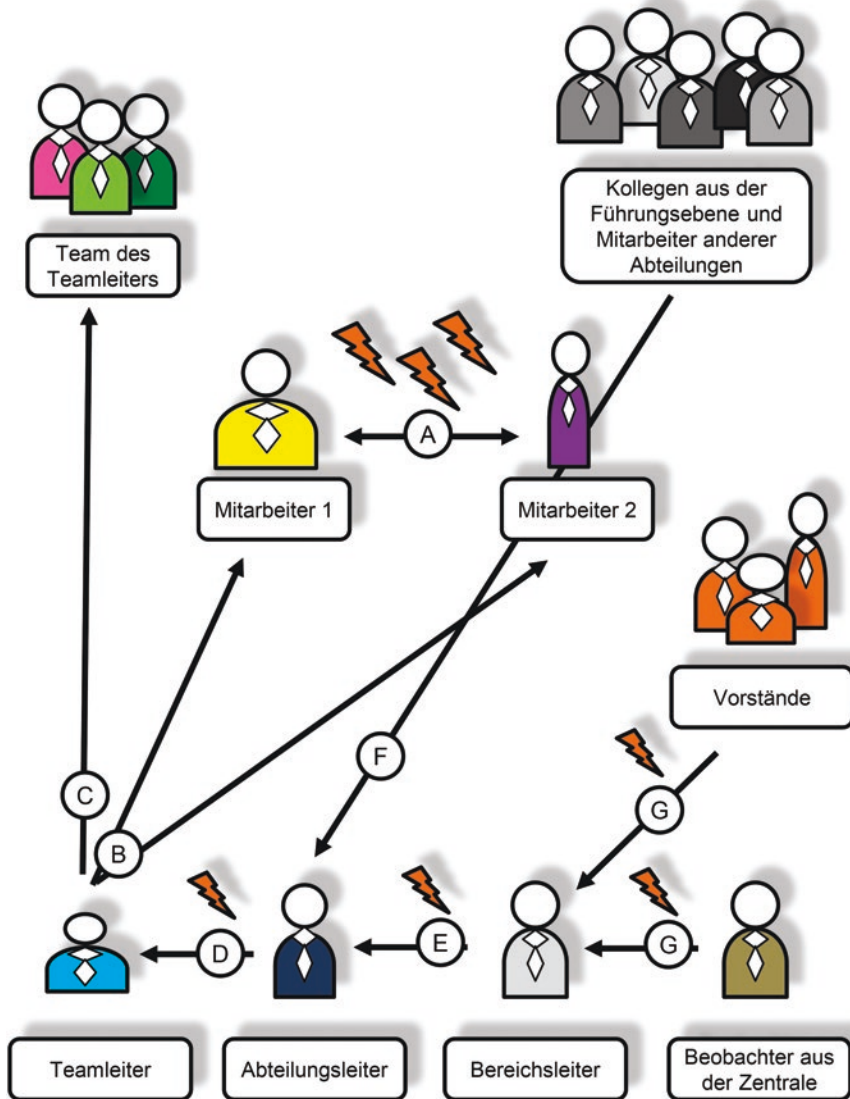 Kollegen aus der
Führungsebene und
Mitarbeiter anderer
Abteilungen
Team des
Teamleiters
A
Mitarbeiter 1
Mitarbeiter 2
Vorstände
F
C
G
B
D
E
G
Teamleiter
Abteilungsleiter
Bereichsleiter
Beobachter aus
der Zentrale